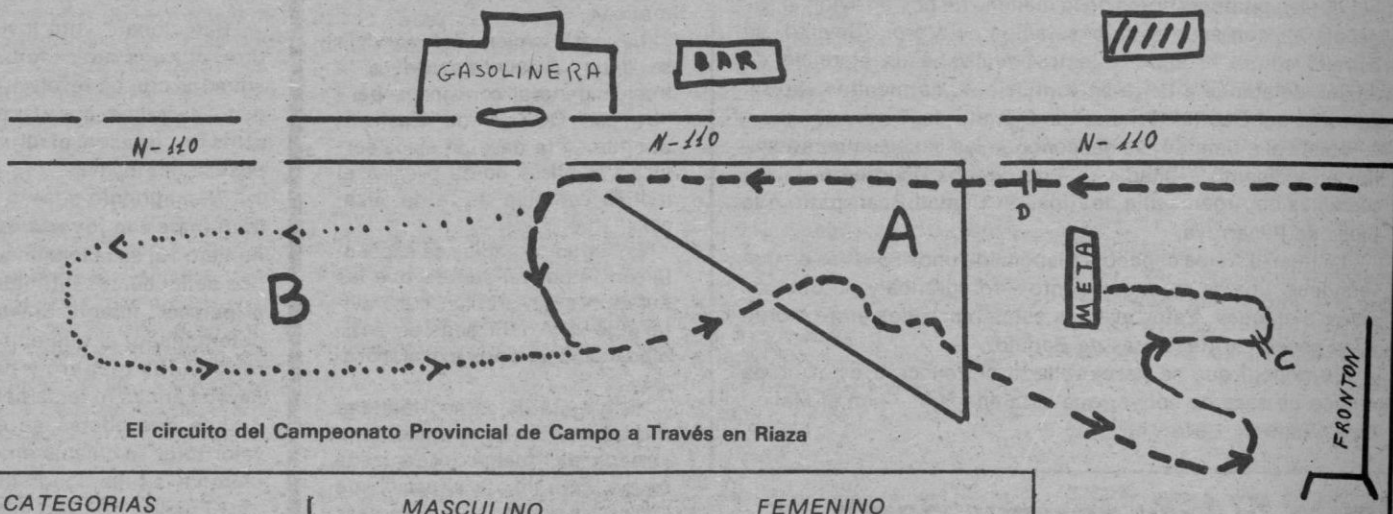 GASOLINERA
BAR
N-110
N-110
N-110
D
A
B
META
C
FRONTON
El circuito del Campeonato Provincial de Campo a Través en Riaza
CATEGORIAS MASCULINO FEMENINO